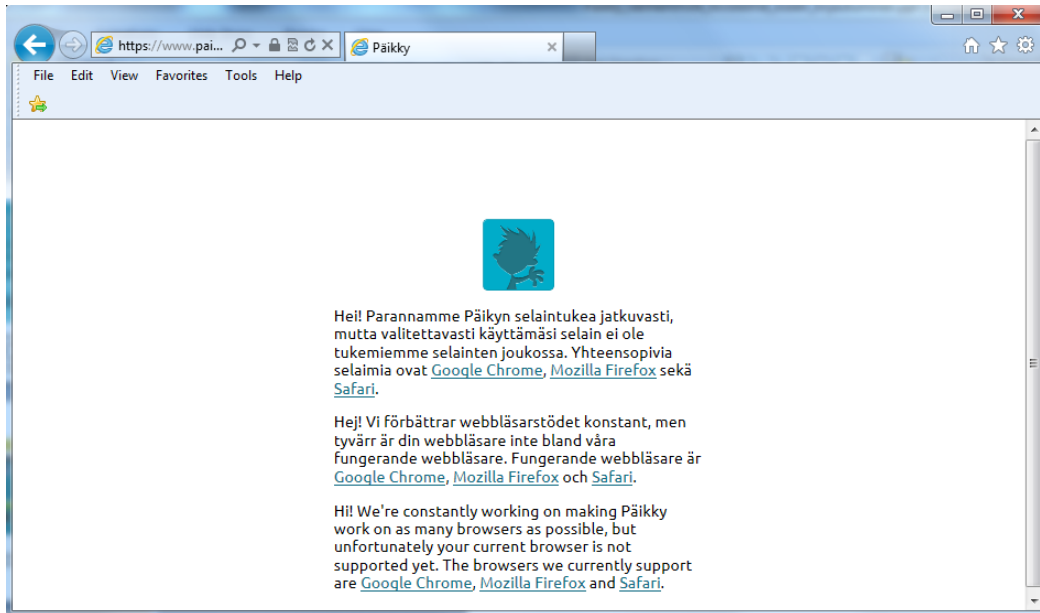 https://www.pai... Päikky
File Edit View Favorites Tools Help
Hei! Parannamme Päikyn selaintukea jatkuvasti,
mutta valitettavasti käyttämäsi selain ei ole
tukemiemme selainten joukossa. Yhteensopivia
selaimia ovat Google Chrome, Mozilla Firefox sekä
Safari.
Hej! Vi förbättrar webbläsarstödet konstant, men
tyvärr är din webbläsare inte bland våra
fungerande webbläsare. Fungerande webbläsare är
Google Chrome, Mozilla Firefox och Safari.
Hi! We're constantly working on making Päikky
work on as many browsers as possible, but
unfortunately your current browser is not
supported yet. The browsers we currently support
are Google Chrome, Mozilla Firefox and Safari.